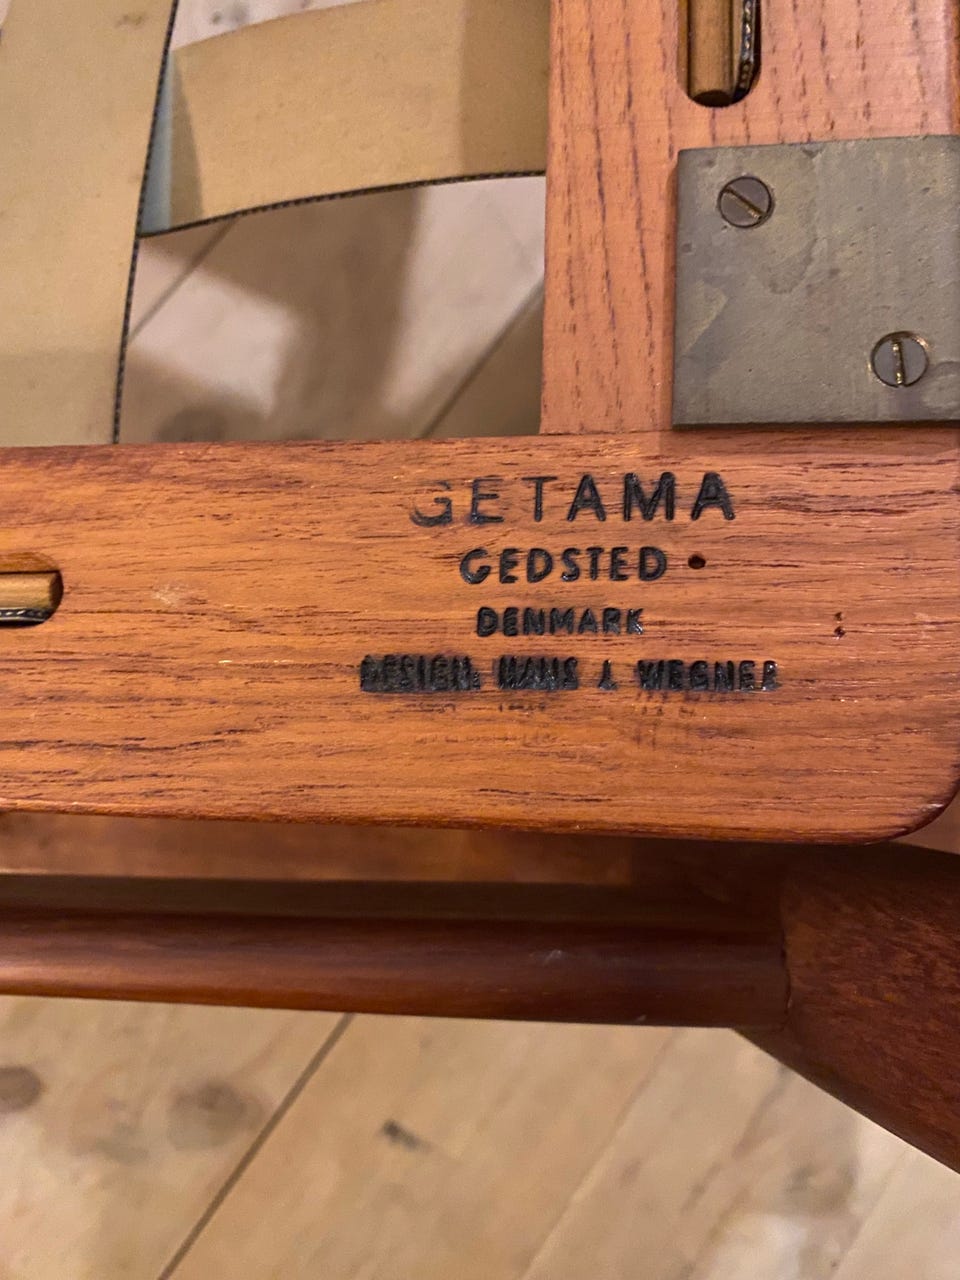 GETAMA
GEDSTED
DENMARK
DESIGN: HANS J. WEGNER